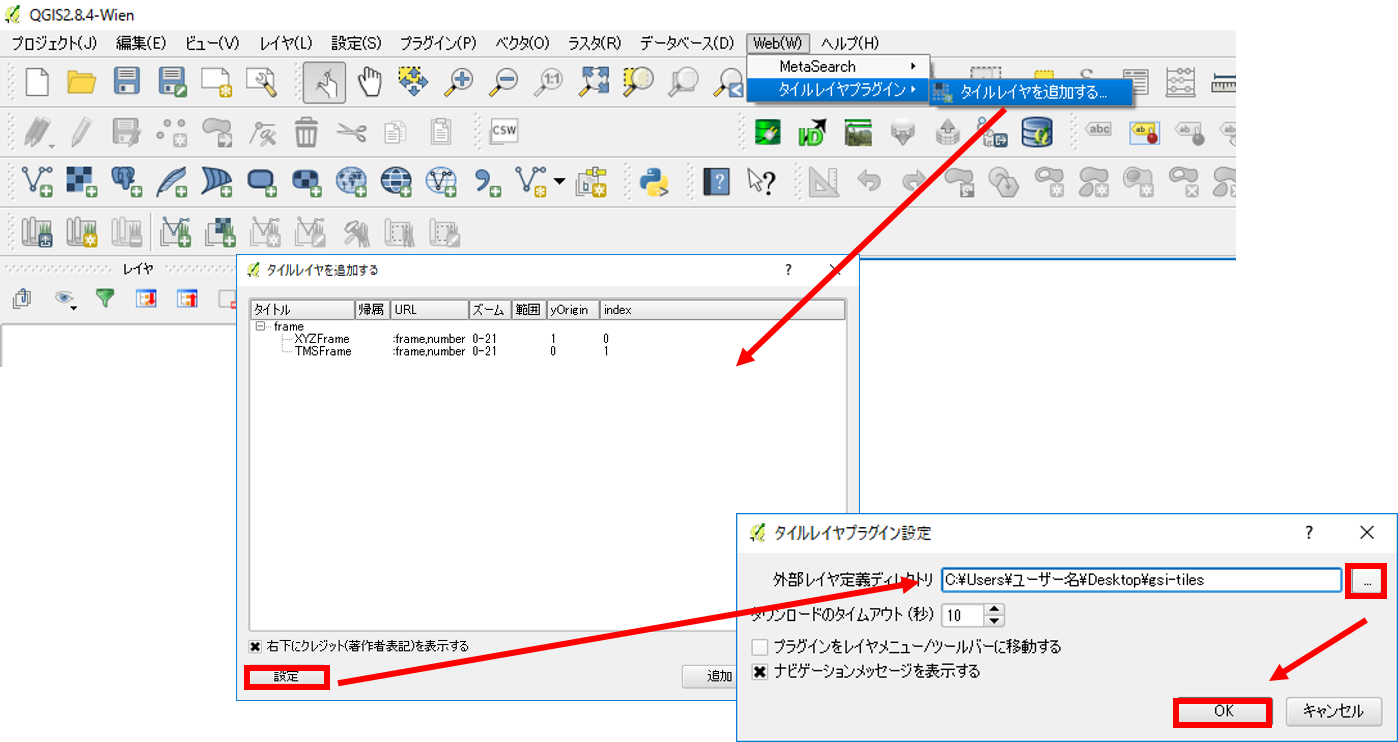 QGIS2.8.4-Wien
プロジェクト(J) 編集(E) ビュー(V) レイヤ(L) 設定(S) プラグイン(P) ベクタ(O) ラスタ(R) データベース(D) Web(W) ヘルプ(H)
MetaSearch
タイルレイヤプラグイン
タイルレイヤを追加する...
1:1
CSW
abc
ab
ab
レイヤ
タイルレイヤを追加する
?
タイトル 帰属 URL ズーム 範囲 yOrigin index
frame
XYZFrame :frame,number 0-21 1 0
TMSFrame :frame,number 0-21 0 1
右下にクレジット(著作者表記)を表示する
設定
追加
タイルレイヤプラグイン設定
?
外部レイヤ定義ディレクトリ C:¥Users¥ユーザー名¥Desktop¥gsi-tiles ...
ダウンロードのタイムアウト (秒) 10
プラグインをレイヤメニュー/ツールバーに移動する
ナビゲーションメッセージを表示する
OK キャンセル